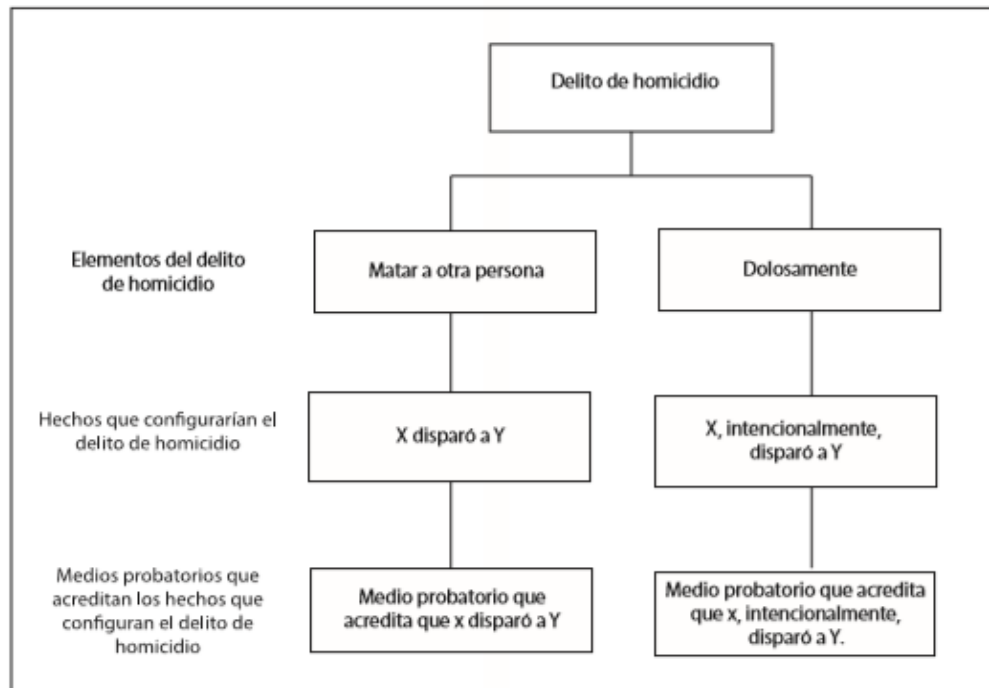 Delito de homicidio
Elementos del delito
de homicidio
Matar a otra persona
Dolosamente
Hechos que configurarían el
delito de homicidio
X disparó a Y
X, intencionalmente,
disparó a Y
Medios probatorios que
acreditan los hechos que
configuran el delito de
homicidio
Medio probatorio que
acredita que x disparó a Y
Medio probatorio que acredita
que x, intencionalmente,
disparó a Y.